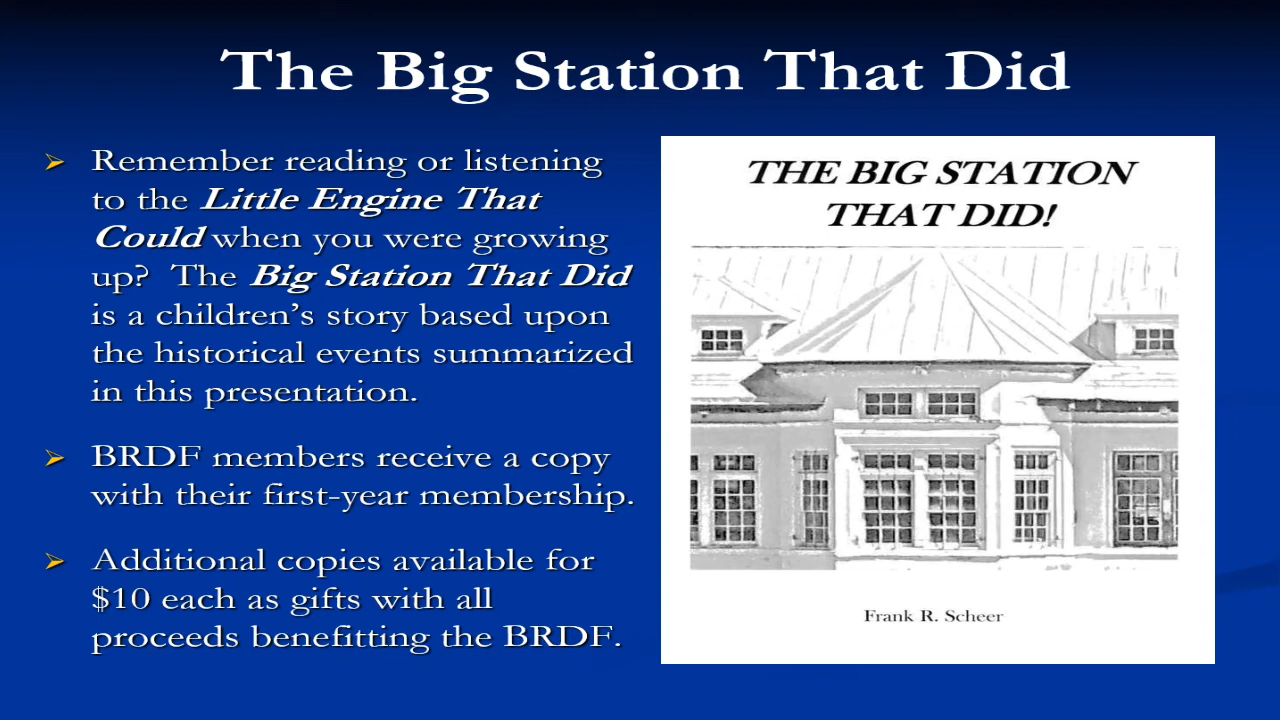 The Big Station That Did
Remember reading or listening
to the Little Engine That
Could when you were growing
up? The Big Station That Did
is a children's story based upon
the historical events summarized
in this presentation.
BRDF members receive a copy
with their first-year membership.
Additional copies available for
$10 each as gifts with all
proceeds benefitting the BRDF.
THE BIG STATION
THAT DID!
Frank R. Scheer